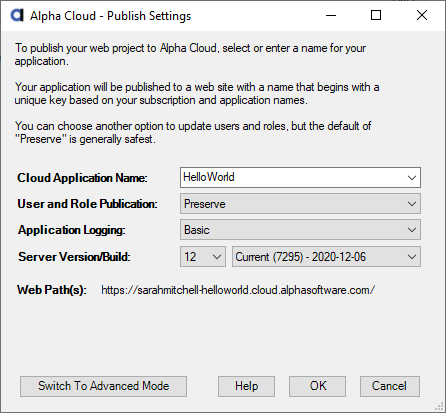 Alpha Cloud - Publish Settings
To publish your web project to Alpha Cloud, select or enter a name for your
application.
Your application will be published to a web site with a name that begins with a
unique key based on your subscription and application names.
You can choose another option to update users and roles, but the default of
"Preserve" is generally safest.
Cloud Application Name: HelloWorld
User and Role Publication: Preserve
Application Logging: Basic
Server Version/Build: 12 Current (7295) - 2020-12-06
Web Path(s): https://sarahmitchell-helloworld.cloud.alphasoftware.com/
Switch To Advanced Mode Help OK Cancel